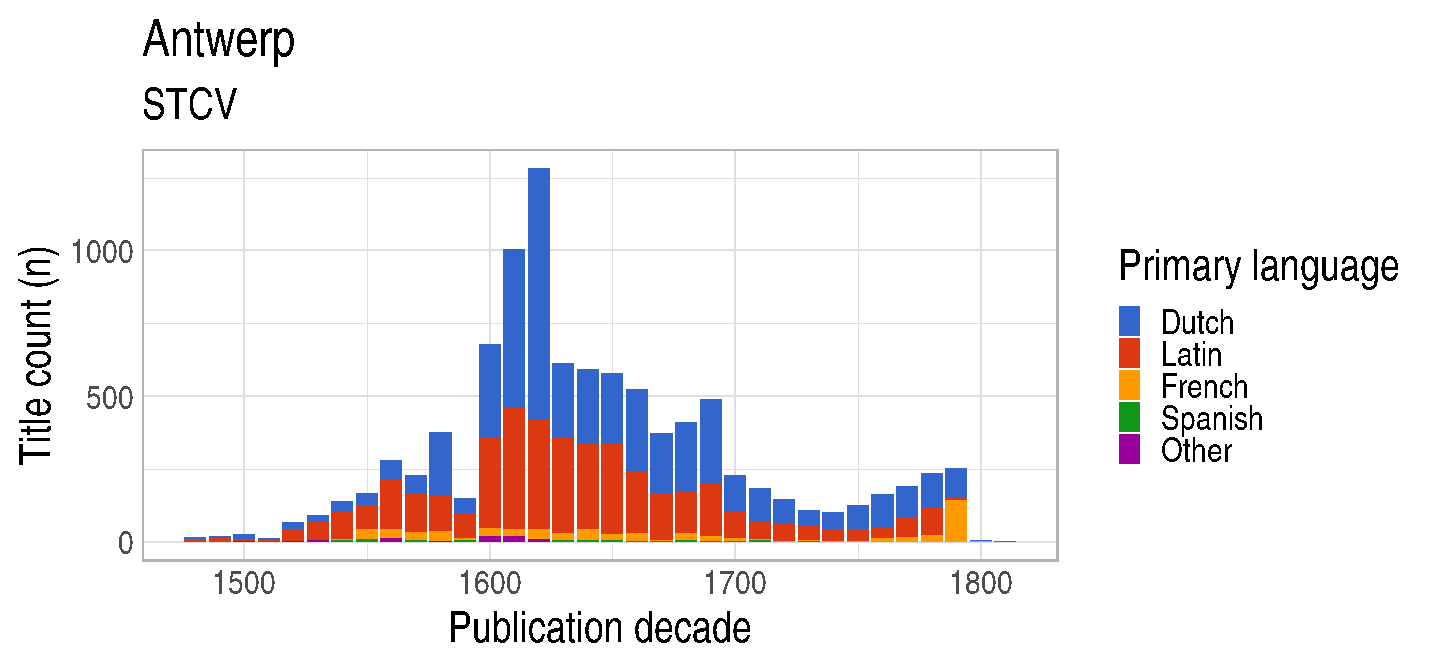 Antwerp
STCV
Title count (n)
1000
500
0
1500
1600
1700
1800
Publication decade
Primary language
Dutch
Latin
French
Spanish
Other